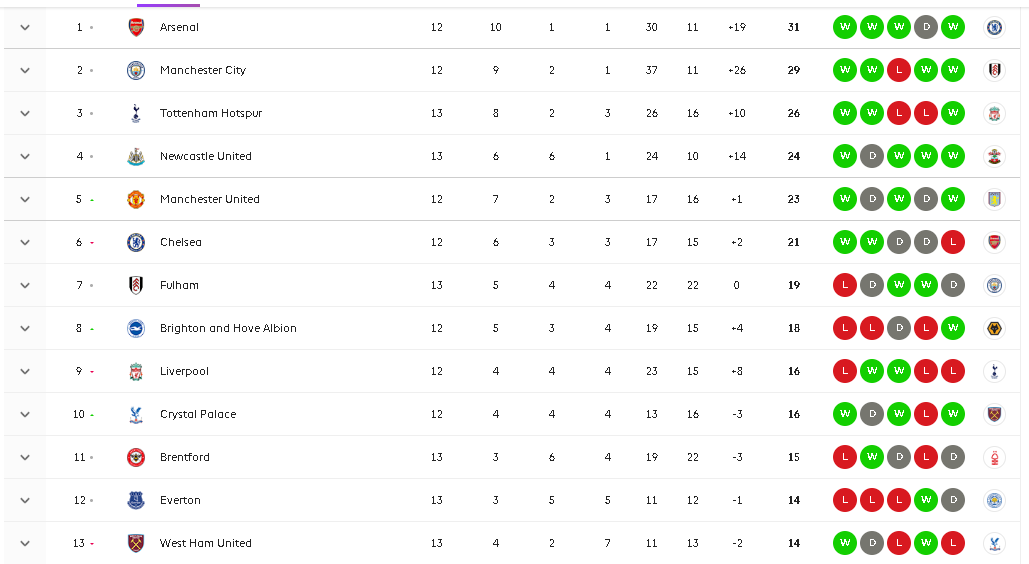 1 Arsenal 12 10 1 1 30 11 +19 31 W W W D W
2 Manchester City 12 9 2 1 37 11 +26 29 W W L W W
3 Tottenham Hotspur 13 8 2 3 26 16 +10 26 W W L L W
4 Newcastle United 13 6 6 1 24 10 +14 24 W D W W W
5 Manchester United 12 7 2 3 17 16 +1 23 W D W D W
6 Chelsea 12 6 3 3 17 15 +2 21 W W D D L
7 Fulham 13 5 4 4 22 22 0 19 L D W W D
8 Brighton and Hove Albion 12 5 3 4 19 15 +4 18 L L D L W
9 Liverpool 12 4 4 4 23 15 +8 16 L W W L L
10 Crystal Palace 12 4 4 4 13 16 -3 16 W D W L W
11 Brentford 13 3 6 4 19 22 -3 15 L W D L D
12 Everton 13 3 5 5 11 12 -1 14 L L L W D
13 West Ham United 13 4 2 7 11 13 -2 14 W D L W L